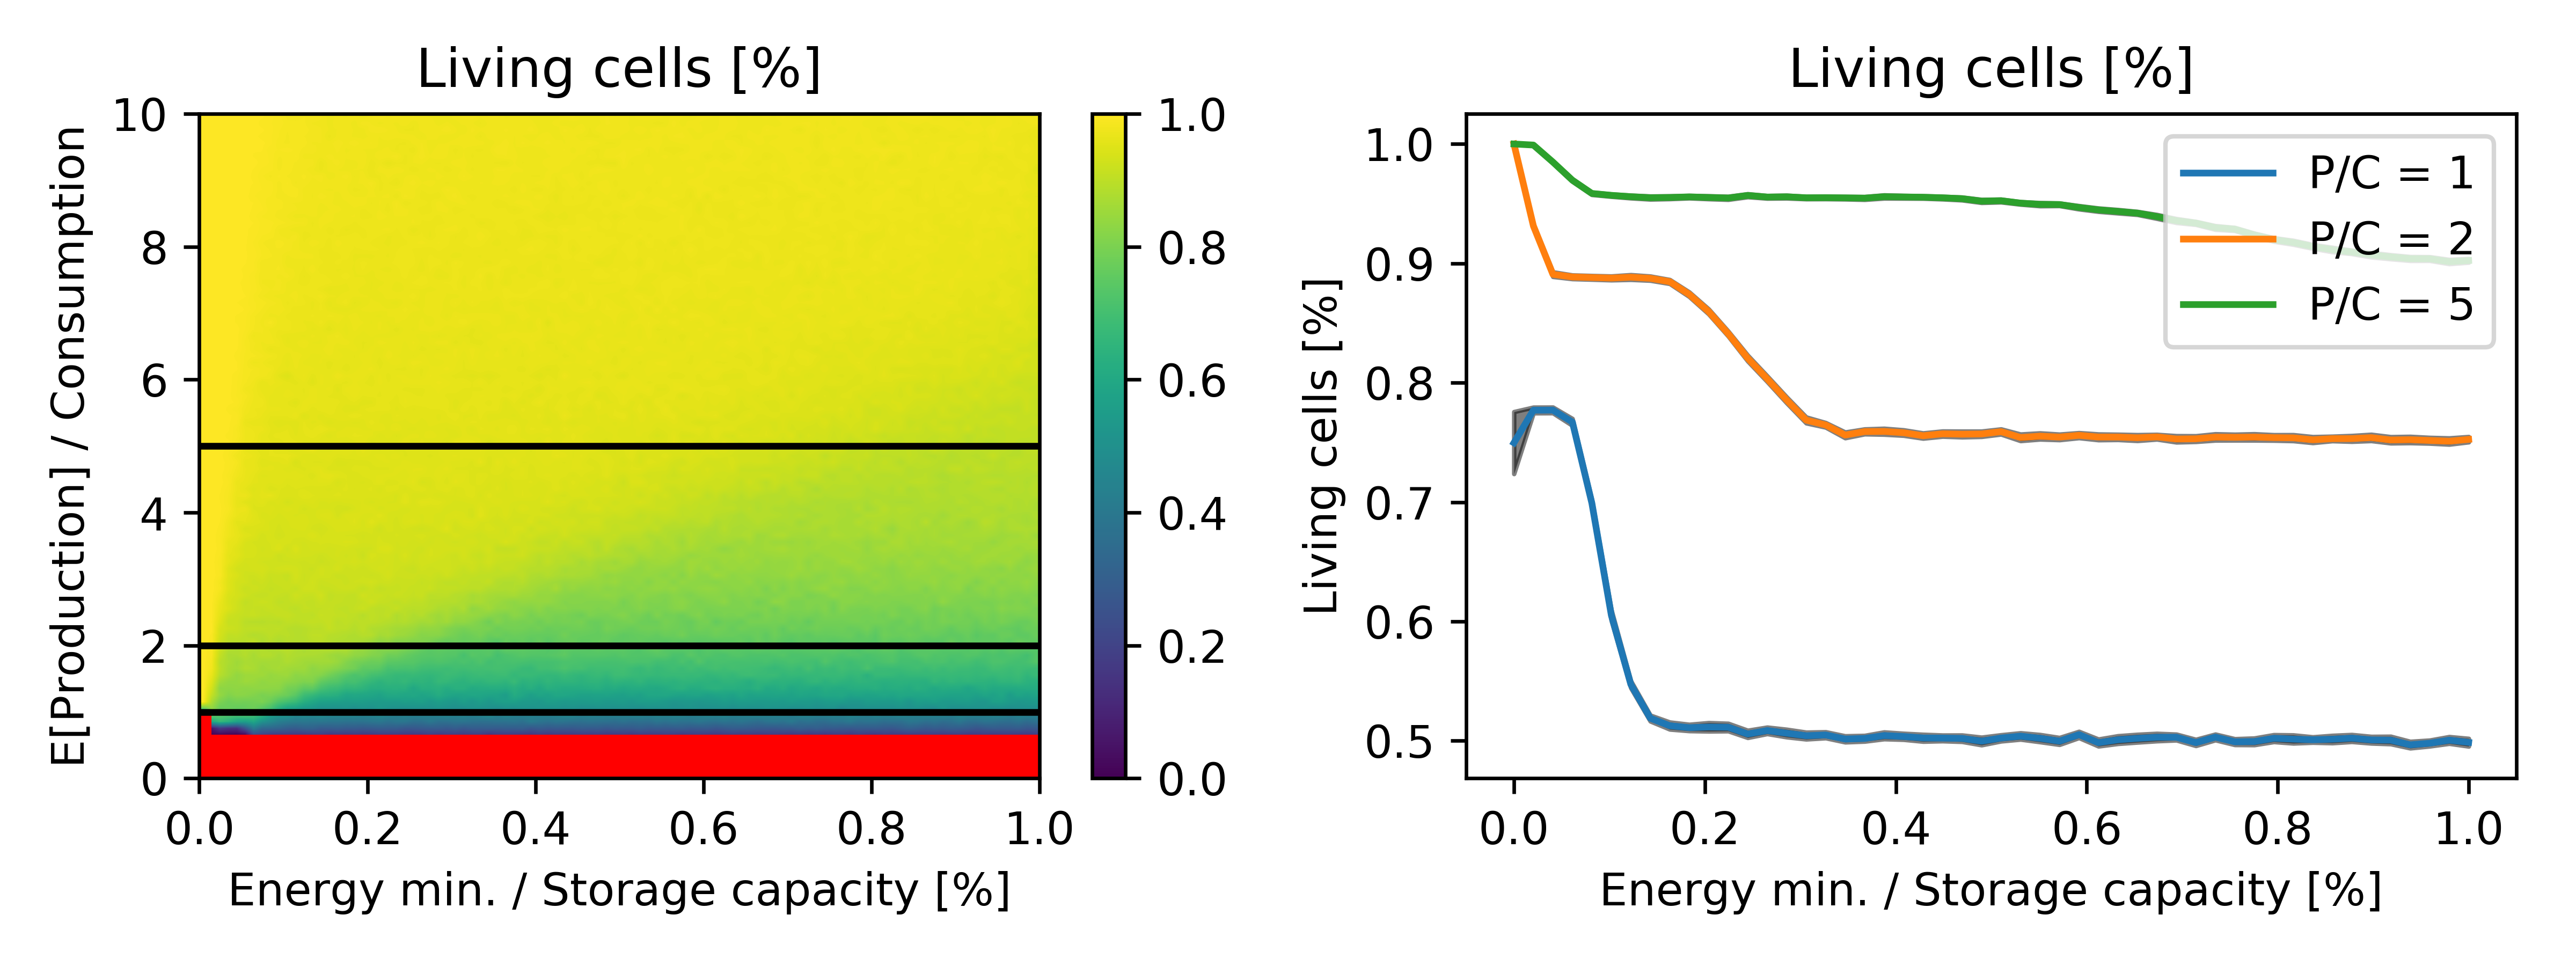 Living cells [%]
E[Production] / Consumption
10
8
6
4
2
0
0.0 0.2 0.4 0.6 0.8 1.0
Energy min. / Storage capacity [%]
1.0
0.8
0.6
0.4
0.2
0.0
Living cells [%]
Living cells [%]
1.0
0.9
0.8
0.7
0.6
0.5
P/C = 1
P/C = 2
P/C = 5
0.0 0.2 0.4 0.6 0.8 1.0
Energy min. / Storage capacity [%]